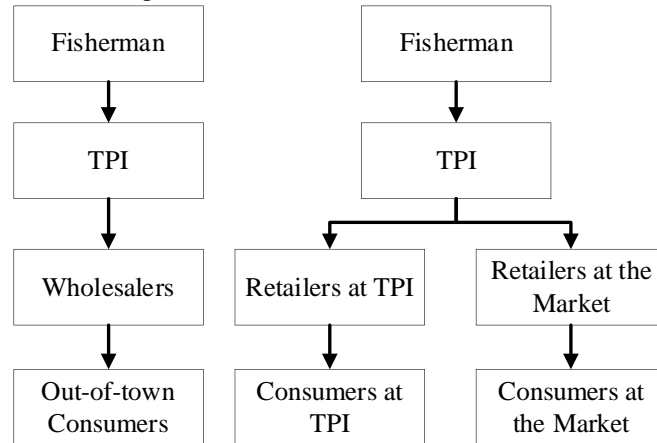 Fisherman
Fisherman
TPI
TPI
Wholesalers
Retailers at TPI
Retailers at the
Market
Out-of-town
Consumers
Consumers at
TPI
Consumers at
the Market